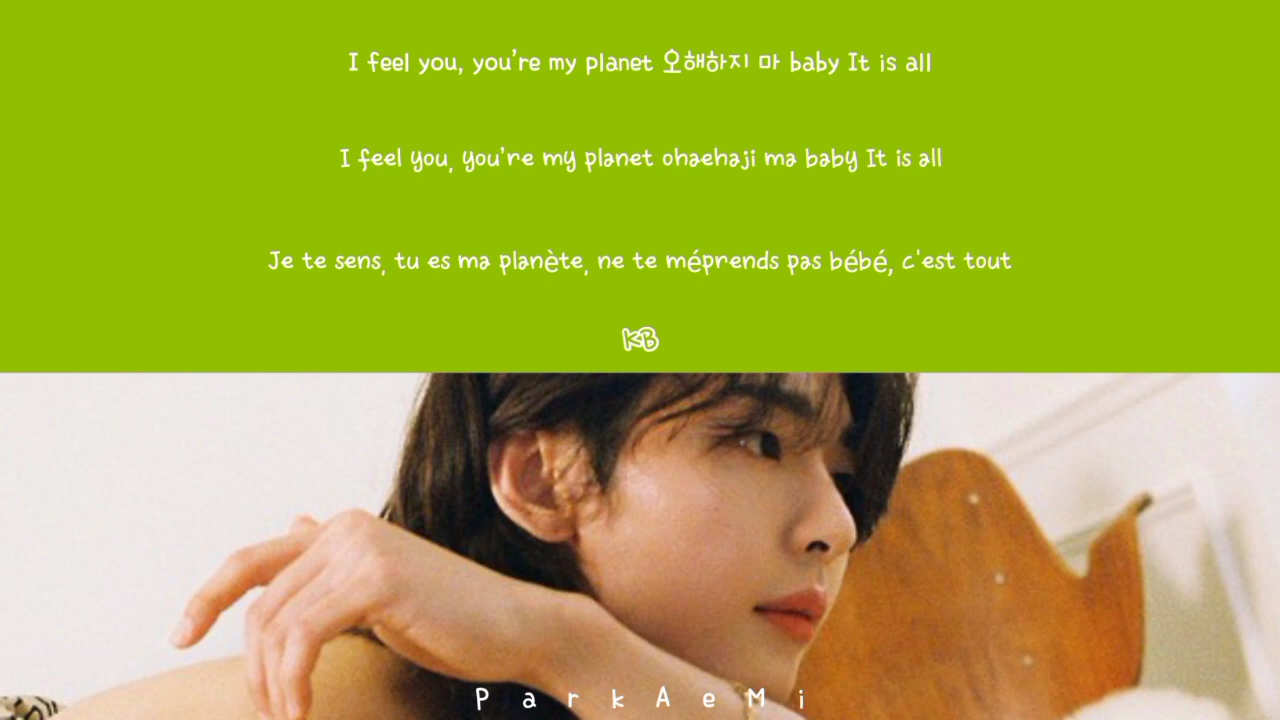 I feel you, you're my planet 오해하지 마 baby It is all
I feel you, you're my planet ohaehaji ma baby It is all
Je te sens, tu es ma planète, ne te méprends pas bébé, c'est tout
KB
ParkAeMi